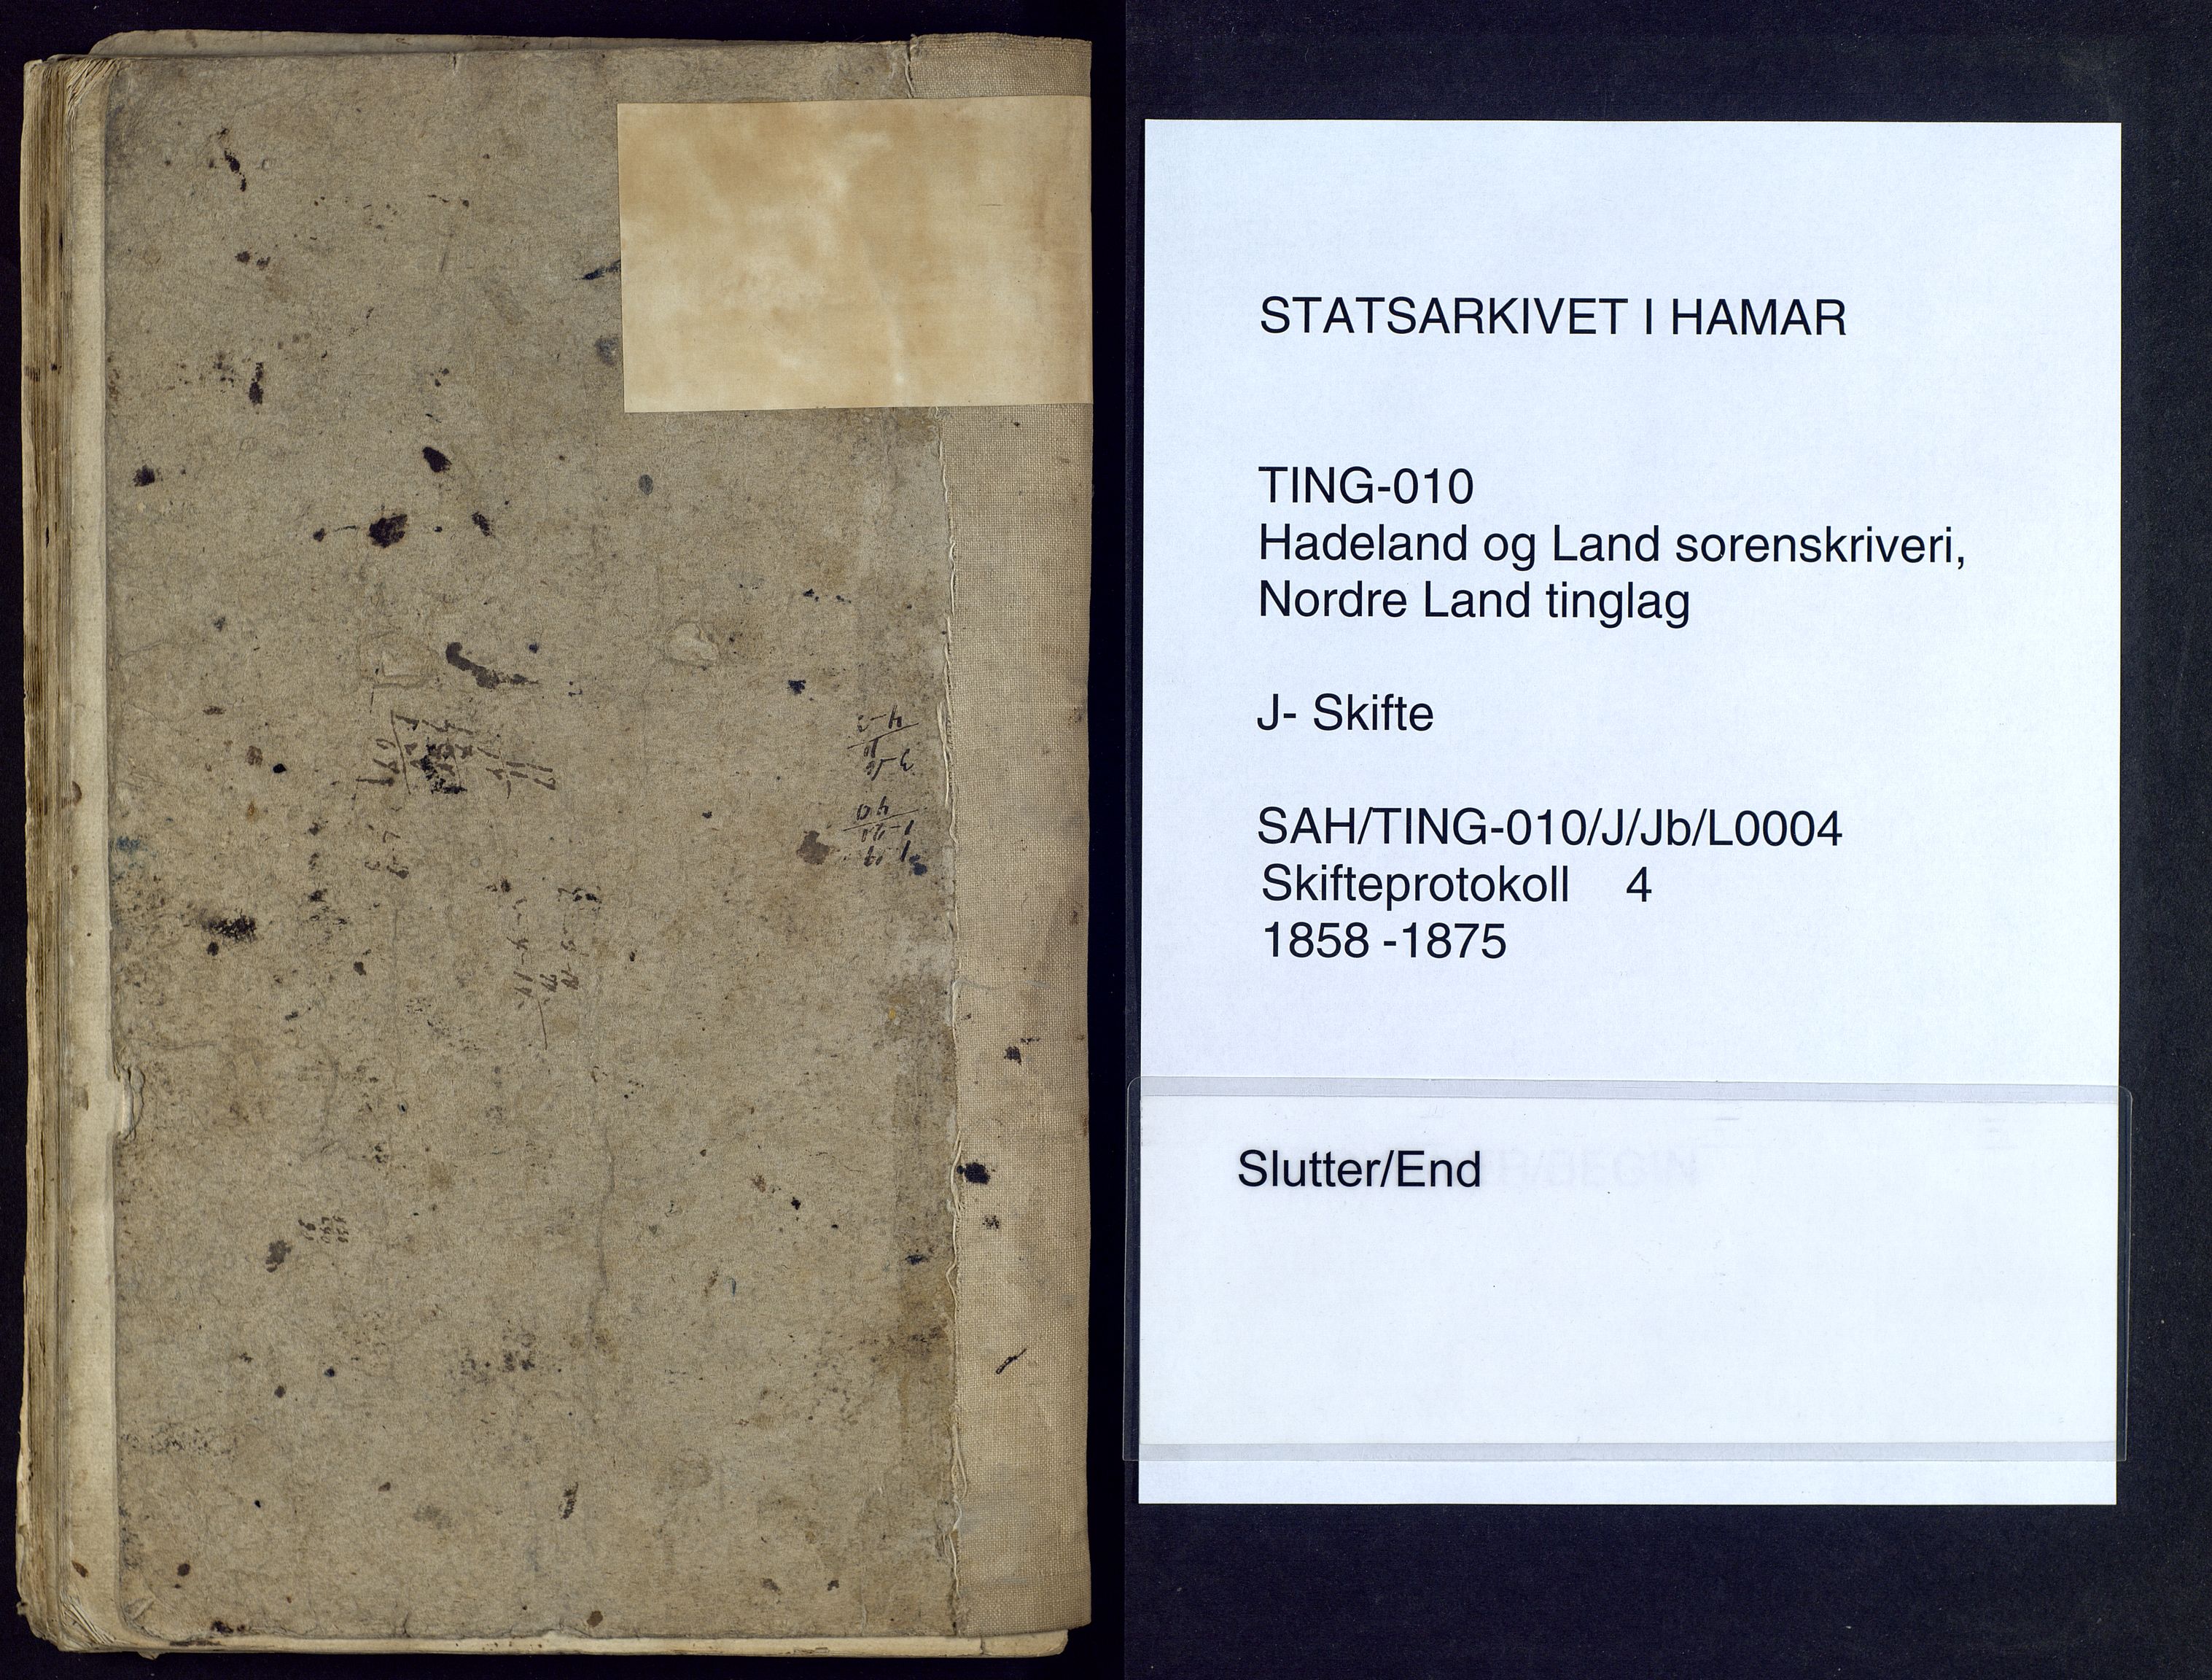 STATSARKIVET I HAMAR
TING-010
Hadeland og Land sorenskriveri,
Nordre Land tinglag
J- Skifte
SAH/TING-010/J/Jb/L0004
Skifteprotokoll 4
1858 -1875
Slutter/End